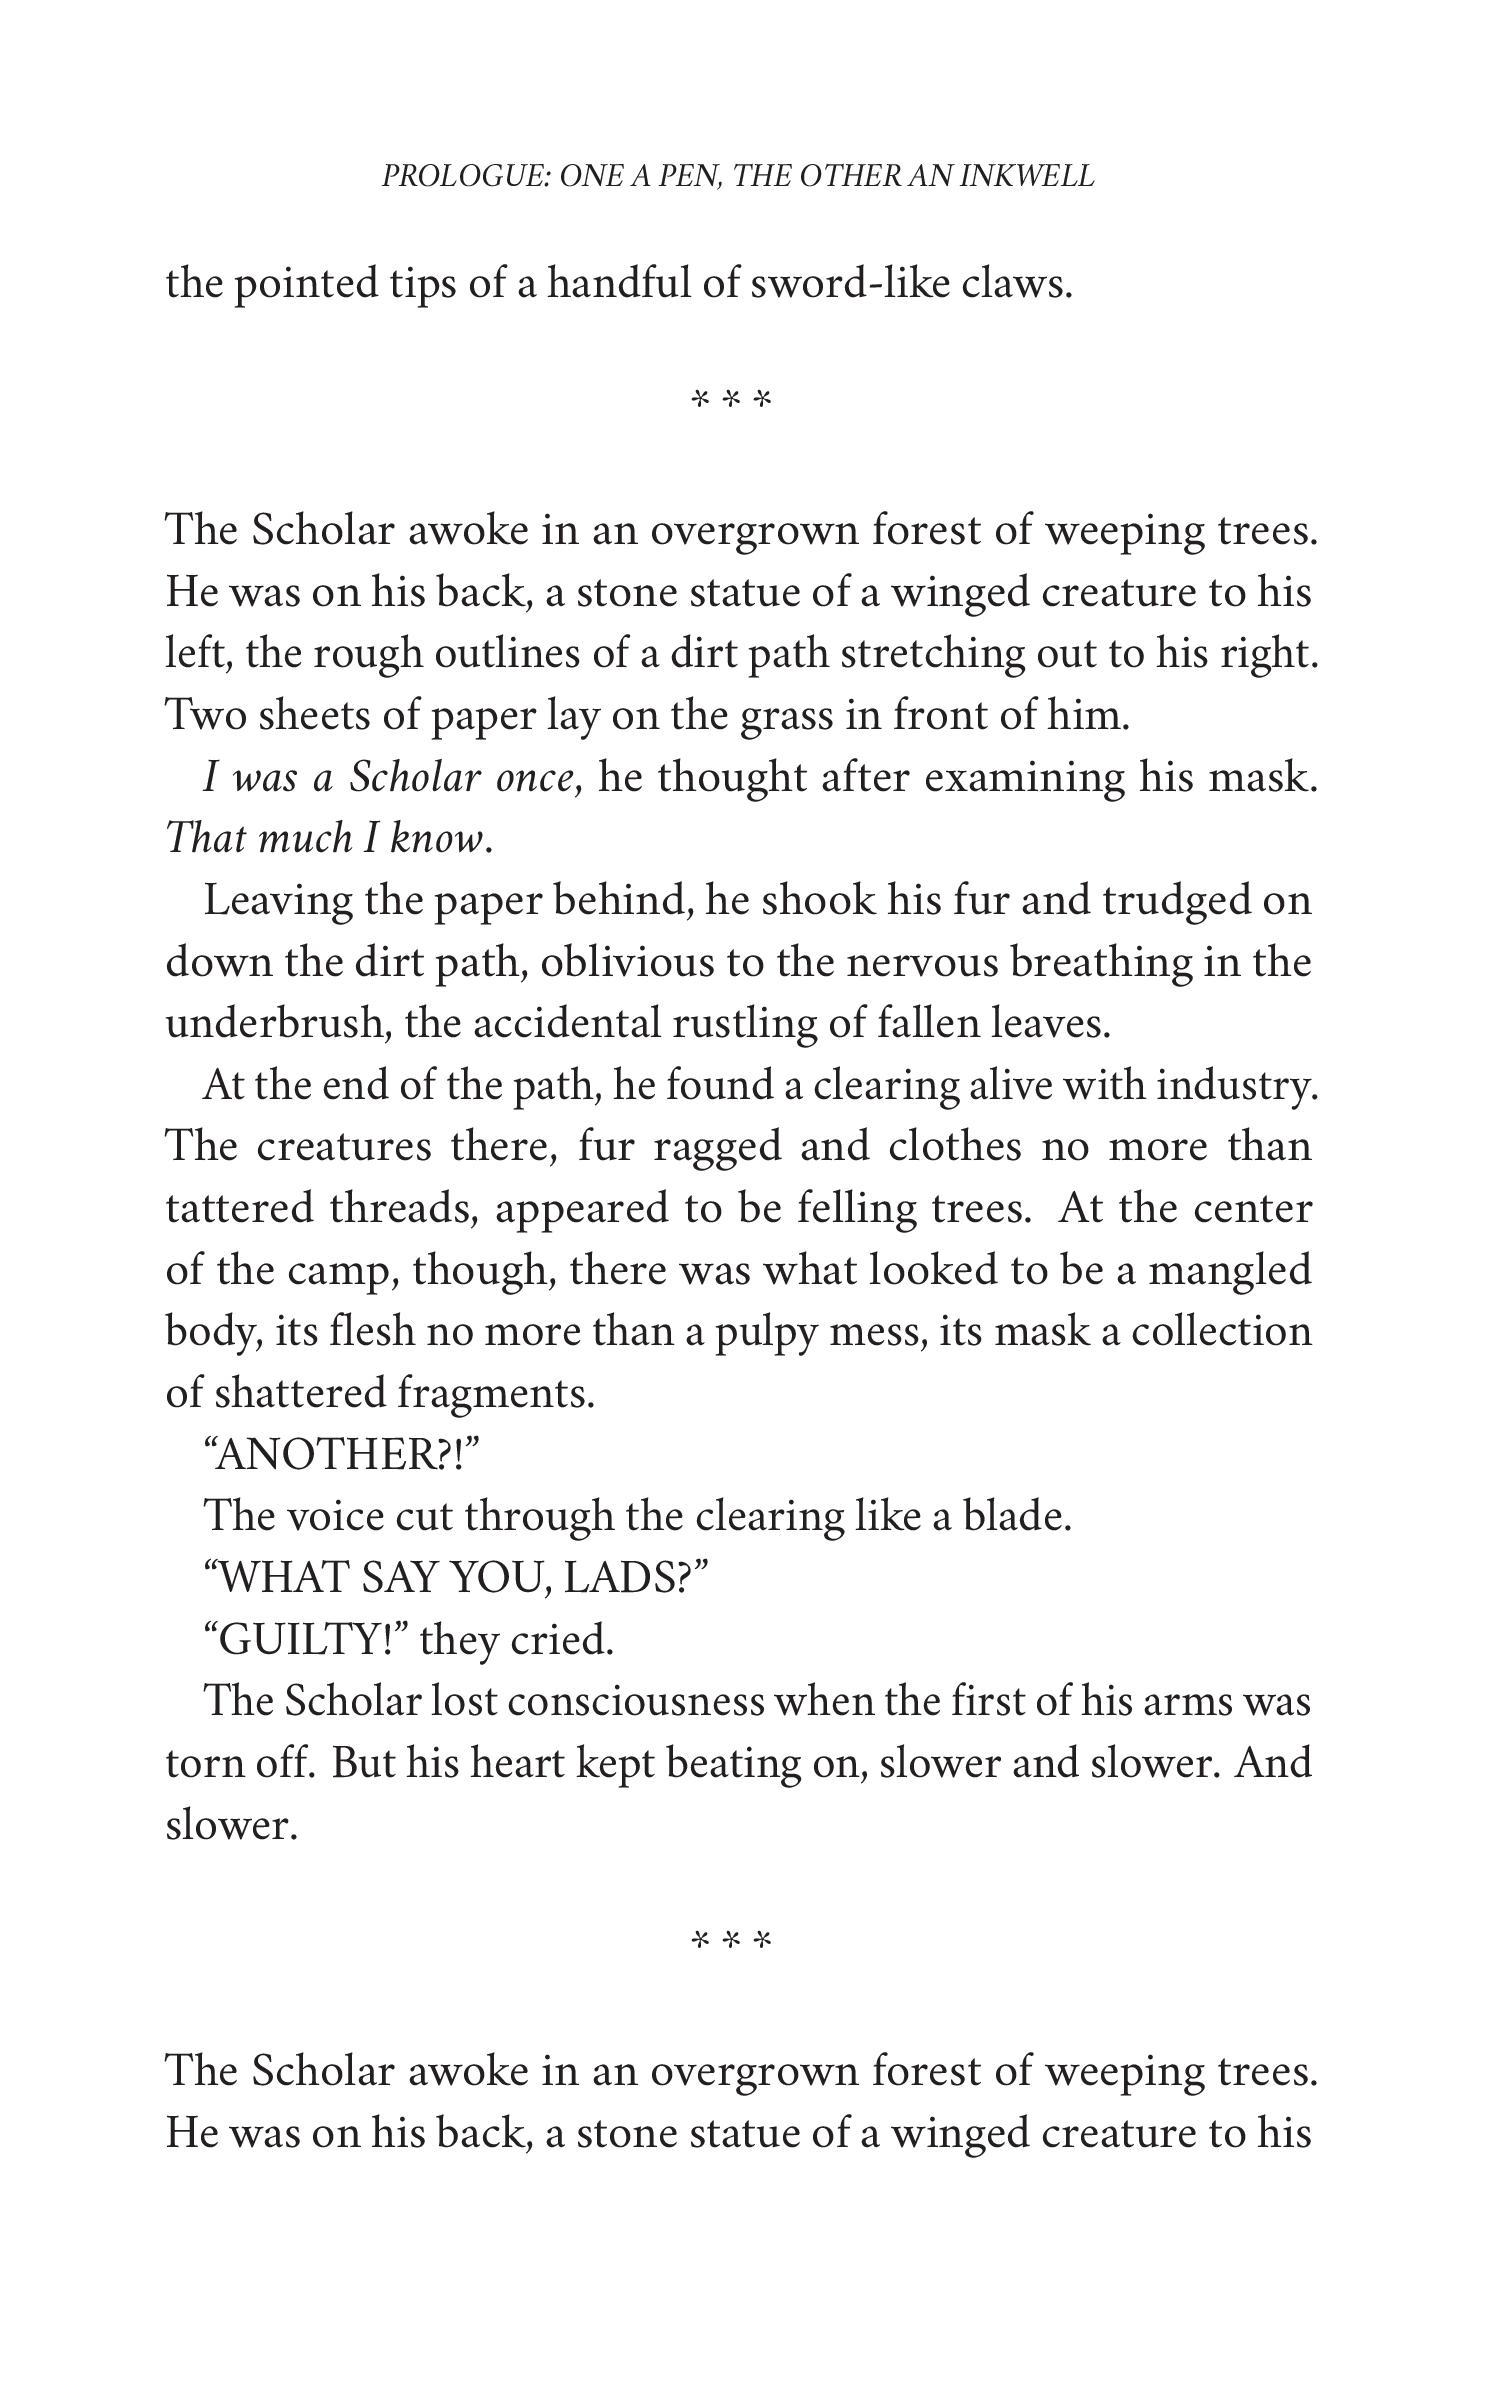 PROLOGUE: ONE A PEN, THE OTHER AN INKWELL
the pointed tips of a handful of sword-like claws.
* * *
The Scholar awoke in an overgrown forest of weeping trees.
He was on his back, a stone statue of a winged creature to his
left, the rough outlines of a dirt path stretching out to his right.
Two sheets of paper lay on the grass in front of him.
I was a Scholar once, he thought after examining his mask.
That much I know.
Leaving the paper behind, he shook his fur and trudged on
down the dirt path, oblivious to the nervous breathing in the
underbrush, the accidental rustling of fallen leaves.
At the end of the path, he found a clearing alive with industry.
The creatures there, fur ragged and clothes no more than
tattered threads, appeared to be felling trees. At the center
of the camp, though, there was what looked to be a mangled
body, its flesh no more than a pulpy mess, its mask a collection
of shattered fragments.
“ANOTHER?!”
The voice cut through the clearing like a blade.
“WHAT SAY YOU, LADS?”
“GUILTY!” they cried.
The Scholar lost consciousness when the first of his arms was
torn off. But his heart kept beating on, slower and slower. And
slower.
* * *
The Scholar awoke in an overgrown forest of weeping trees.
He was on his back, a stone statue of a winged creature to his